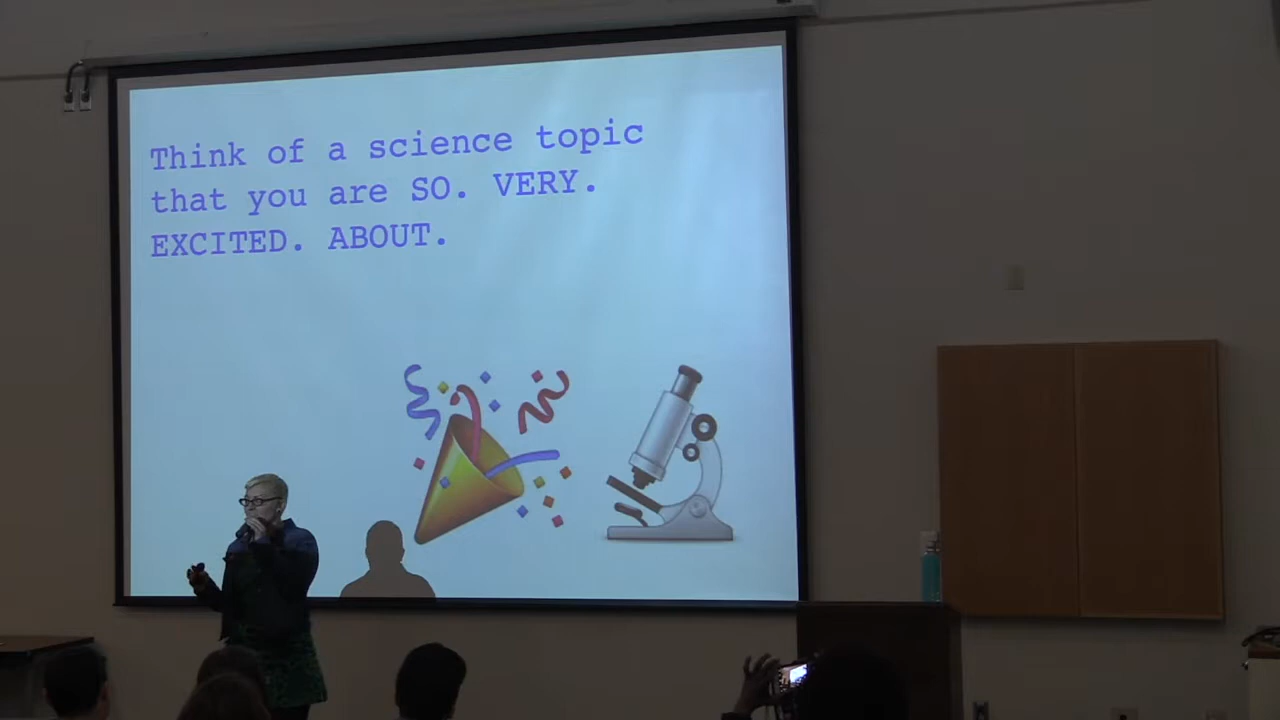 Think of a science topic
that you are SO. VERY.
EXCITED. ABOUT.